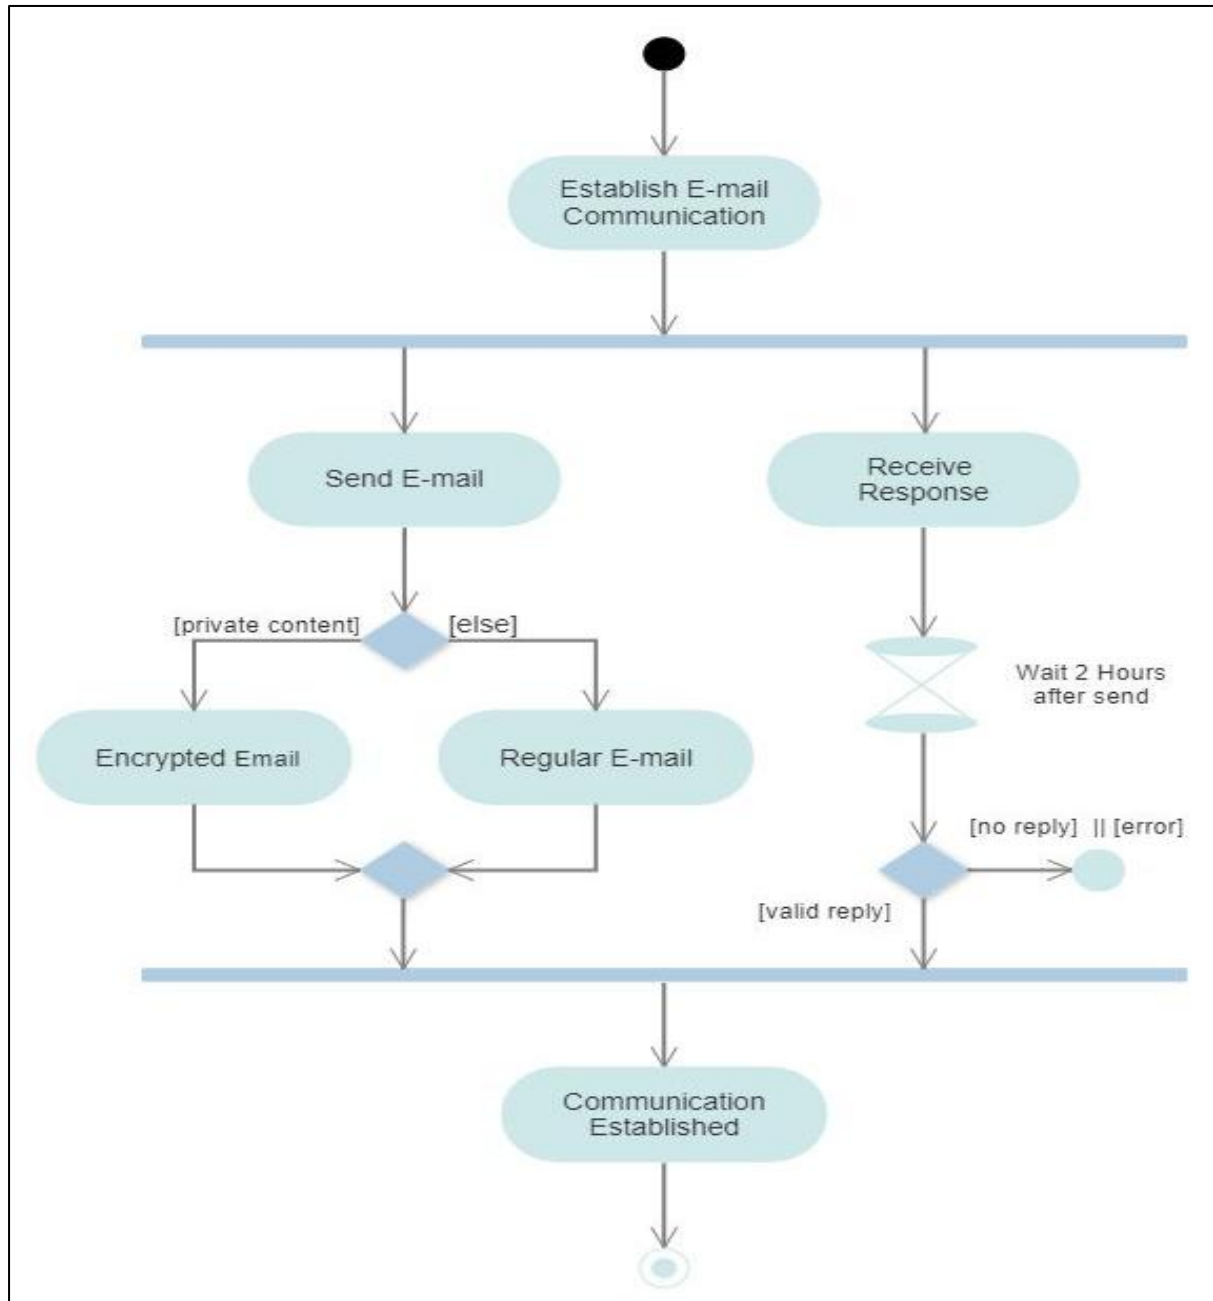 Establish E-mail
Communication
Send E-mail
Receive
Response
[private content]
[else]
Wait 2 Hours
after send
Encrypted Email
Regular E-mail
[no reply] || [error]
[valid reply]
Communication
Established